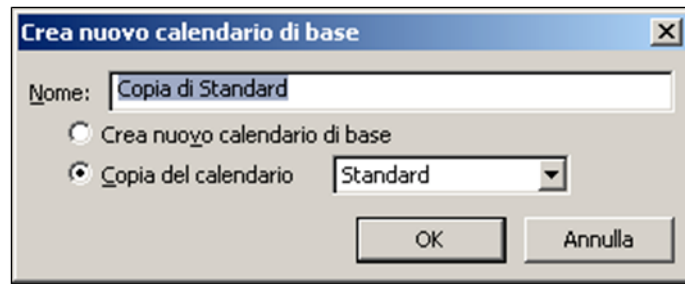 Crea nuovo calendario di base
Nome: Copia di Standard
Crea nuovo calendario di base
Copia del calendario Standard
OK Annulla